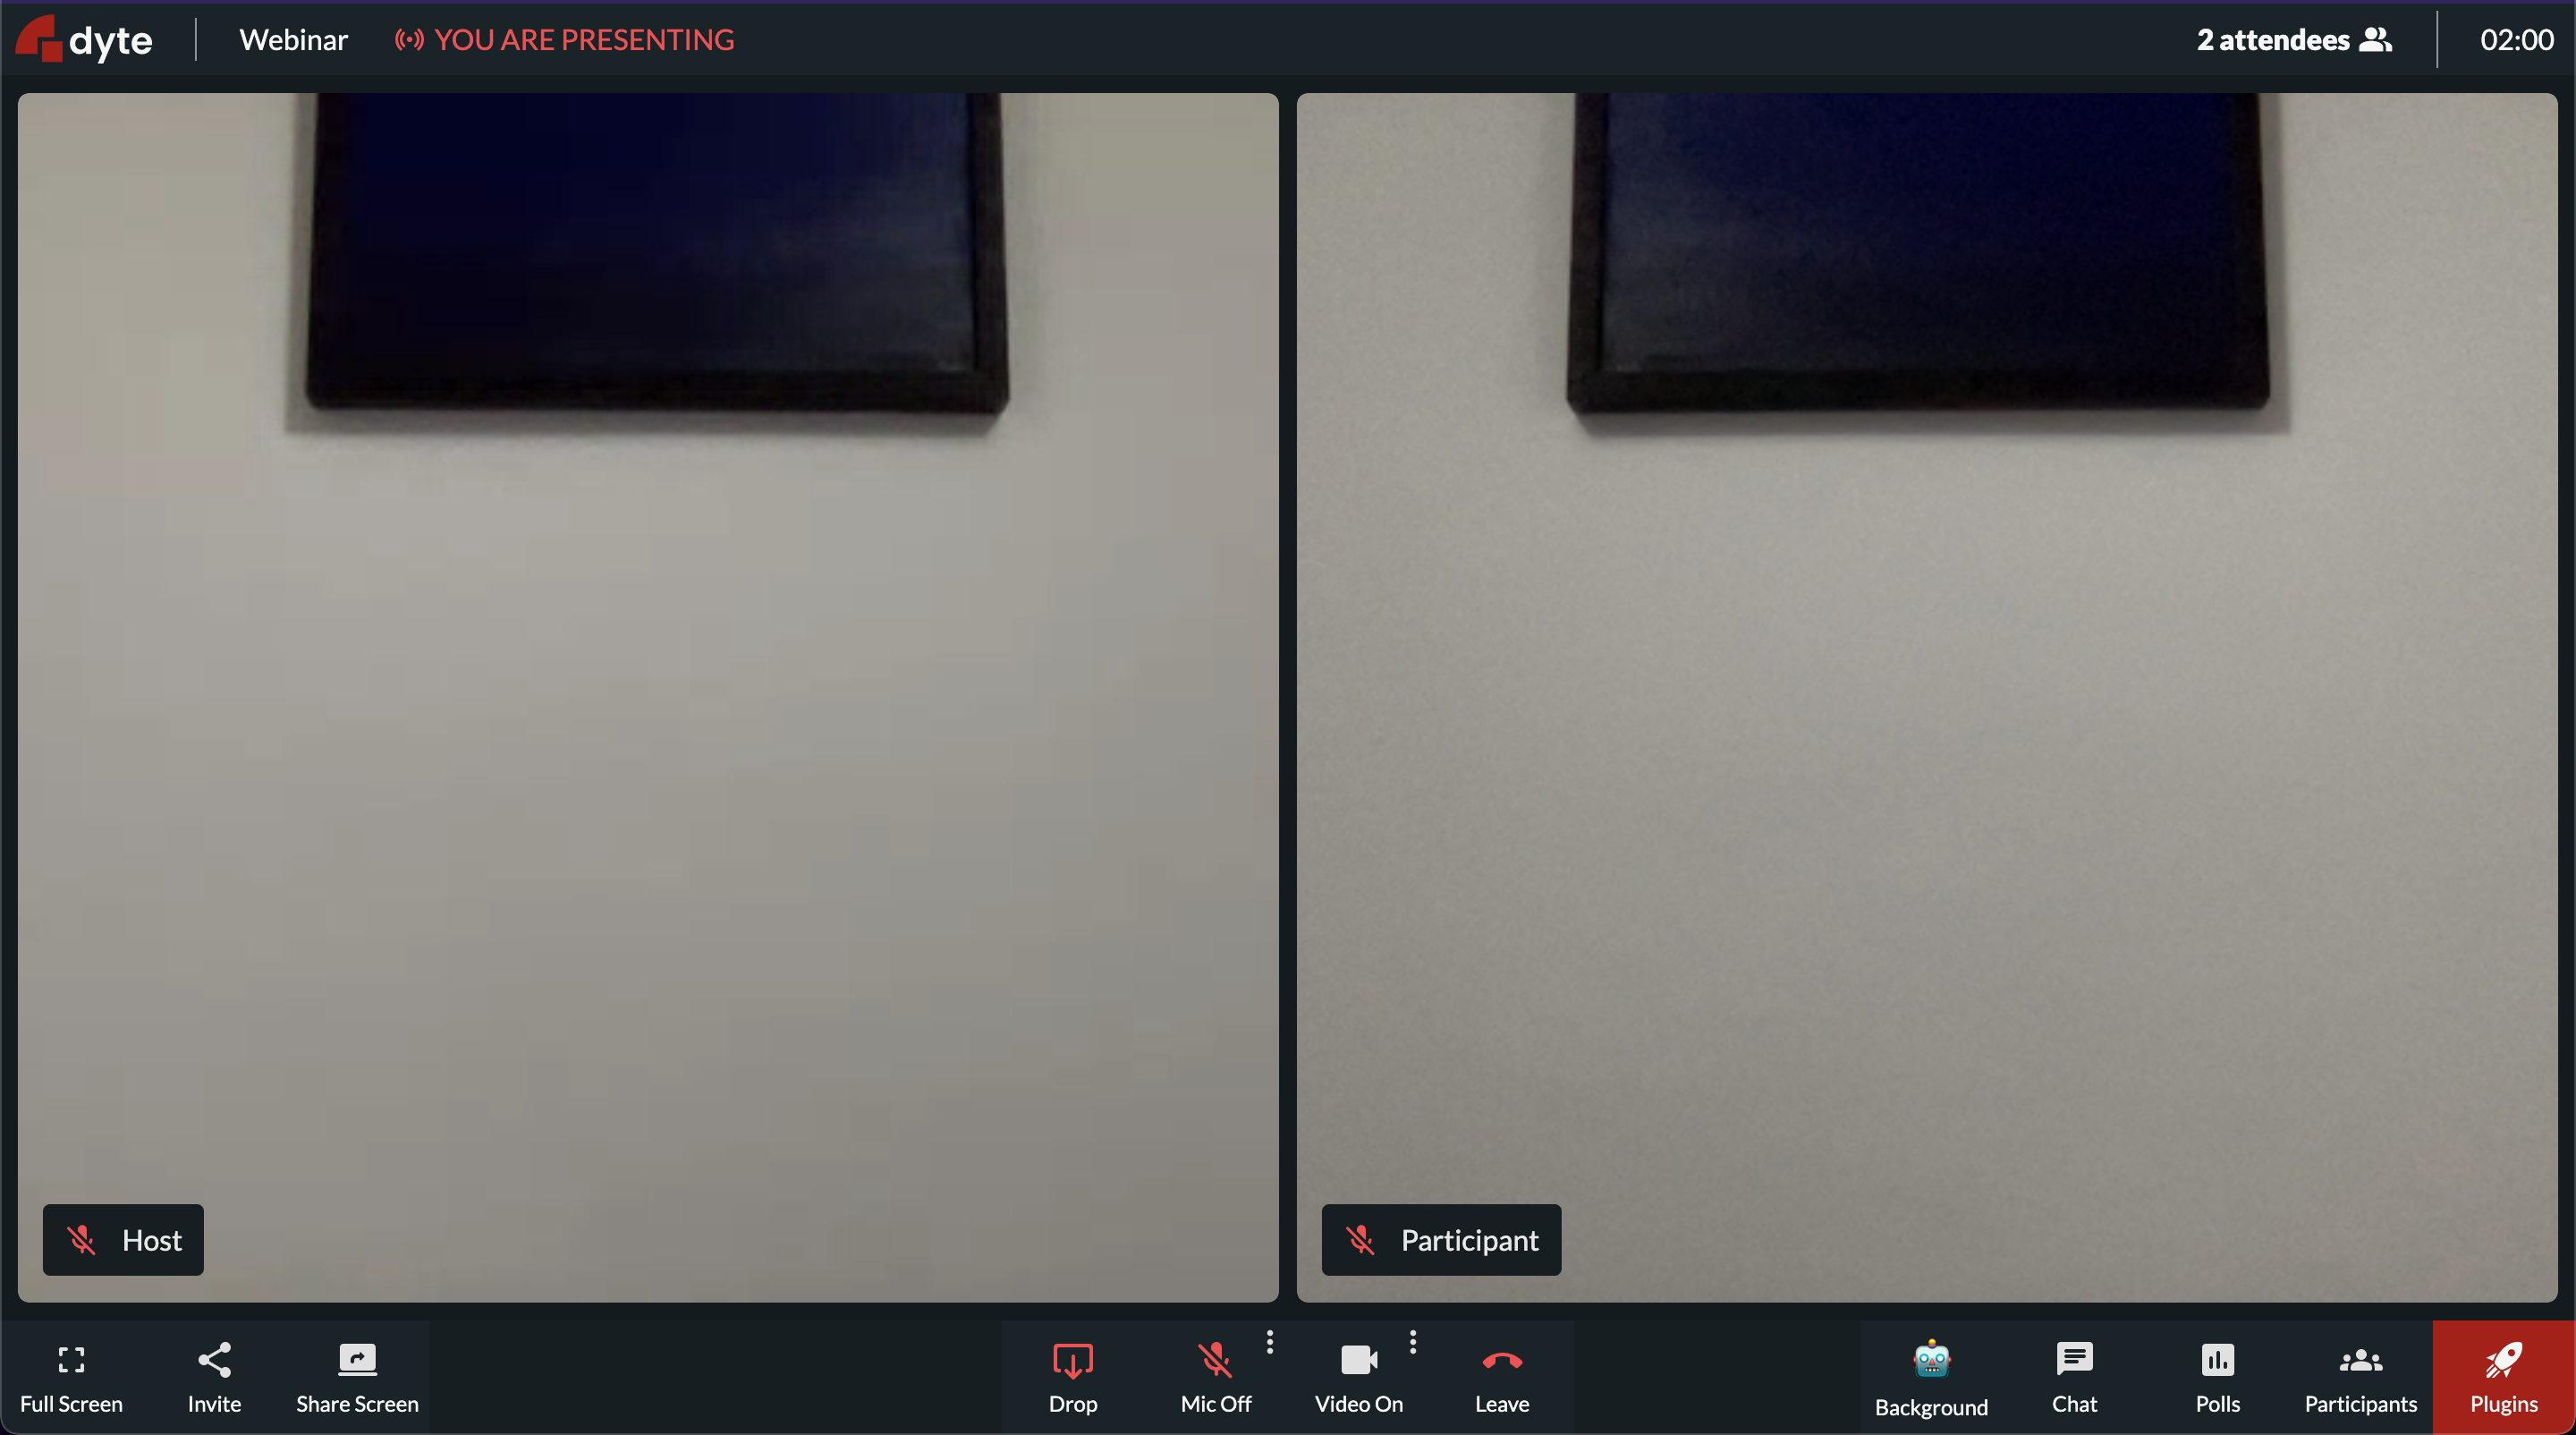 dyte
Webinar
YOU ARE PRESENTING
2 attendees
02:00
Host
Participant
Full Screen
Invite
Share Screen
Drop
Mic Off
Video On
Leave
Background
Chat
Polls
Participants
Plugins